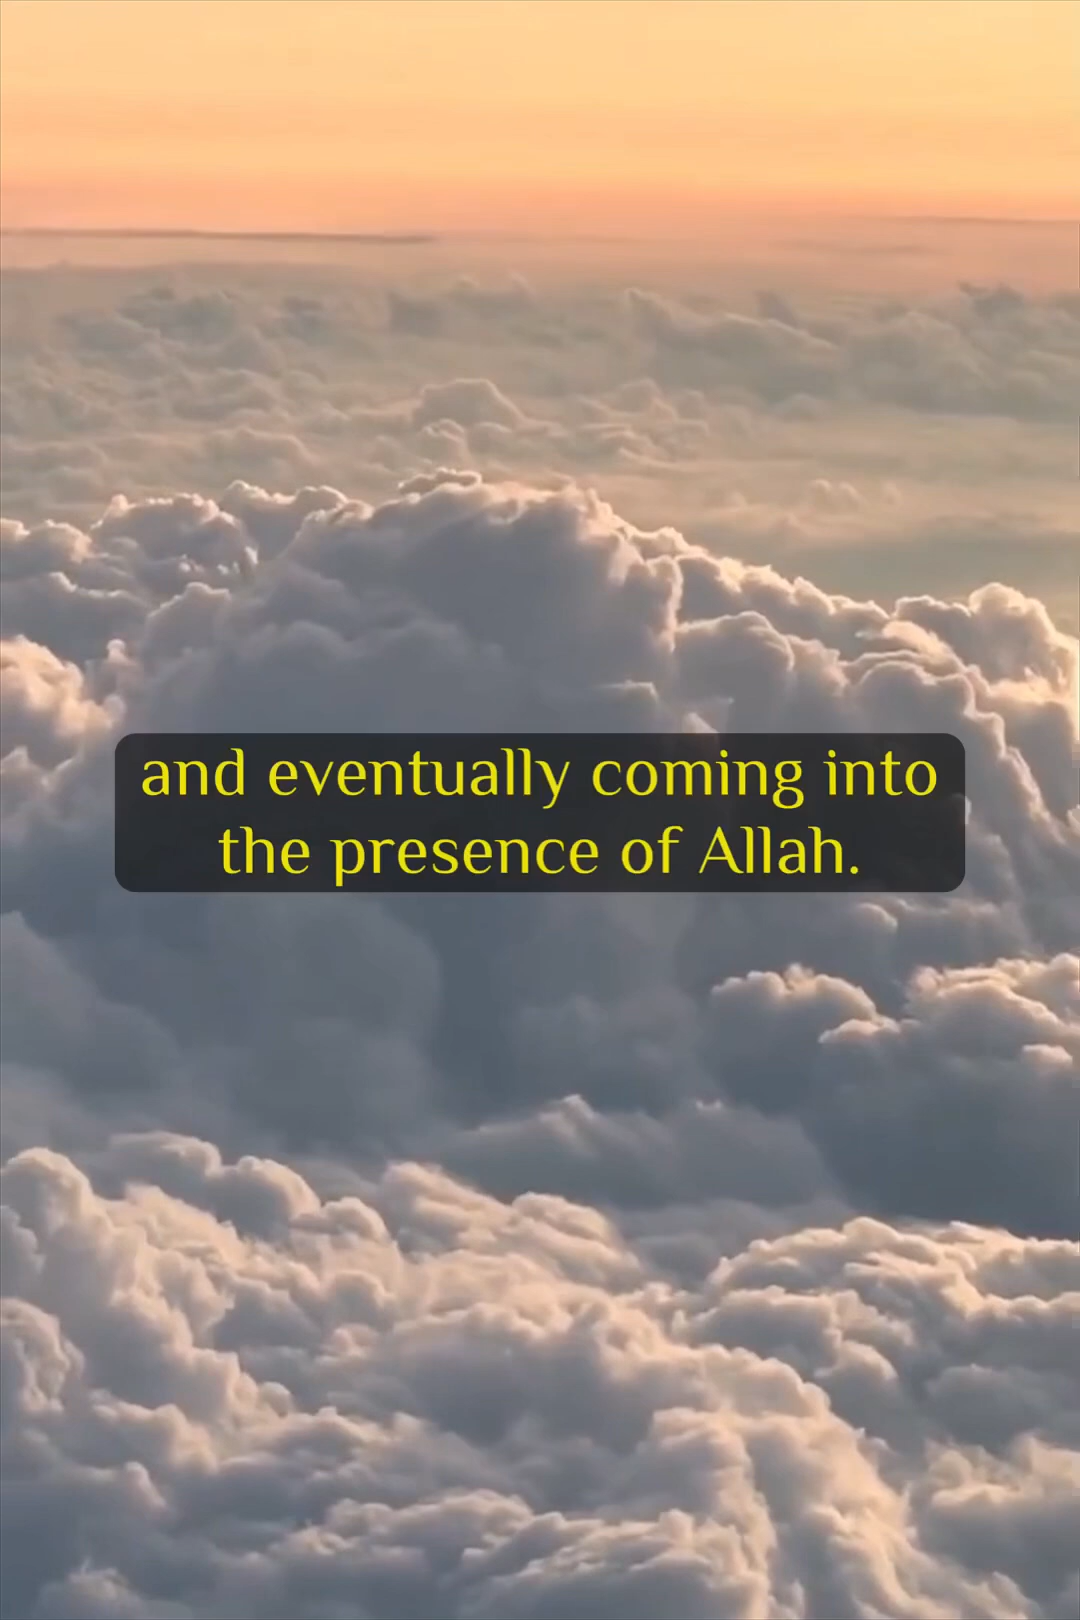 and eventually coming into
the presence of Allah.